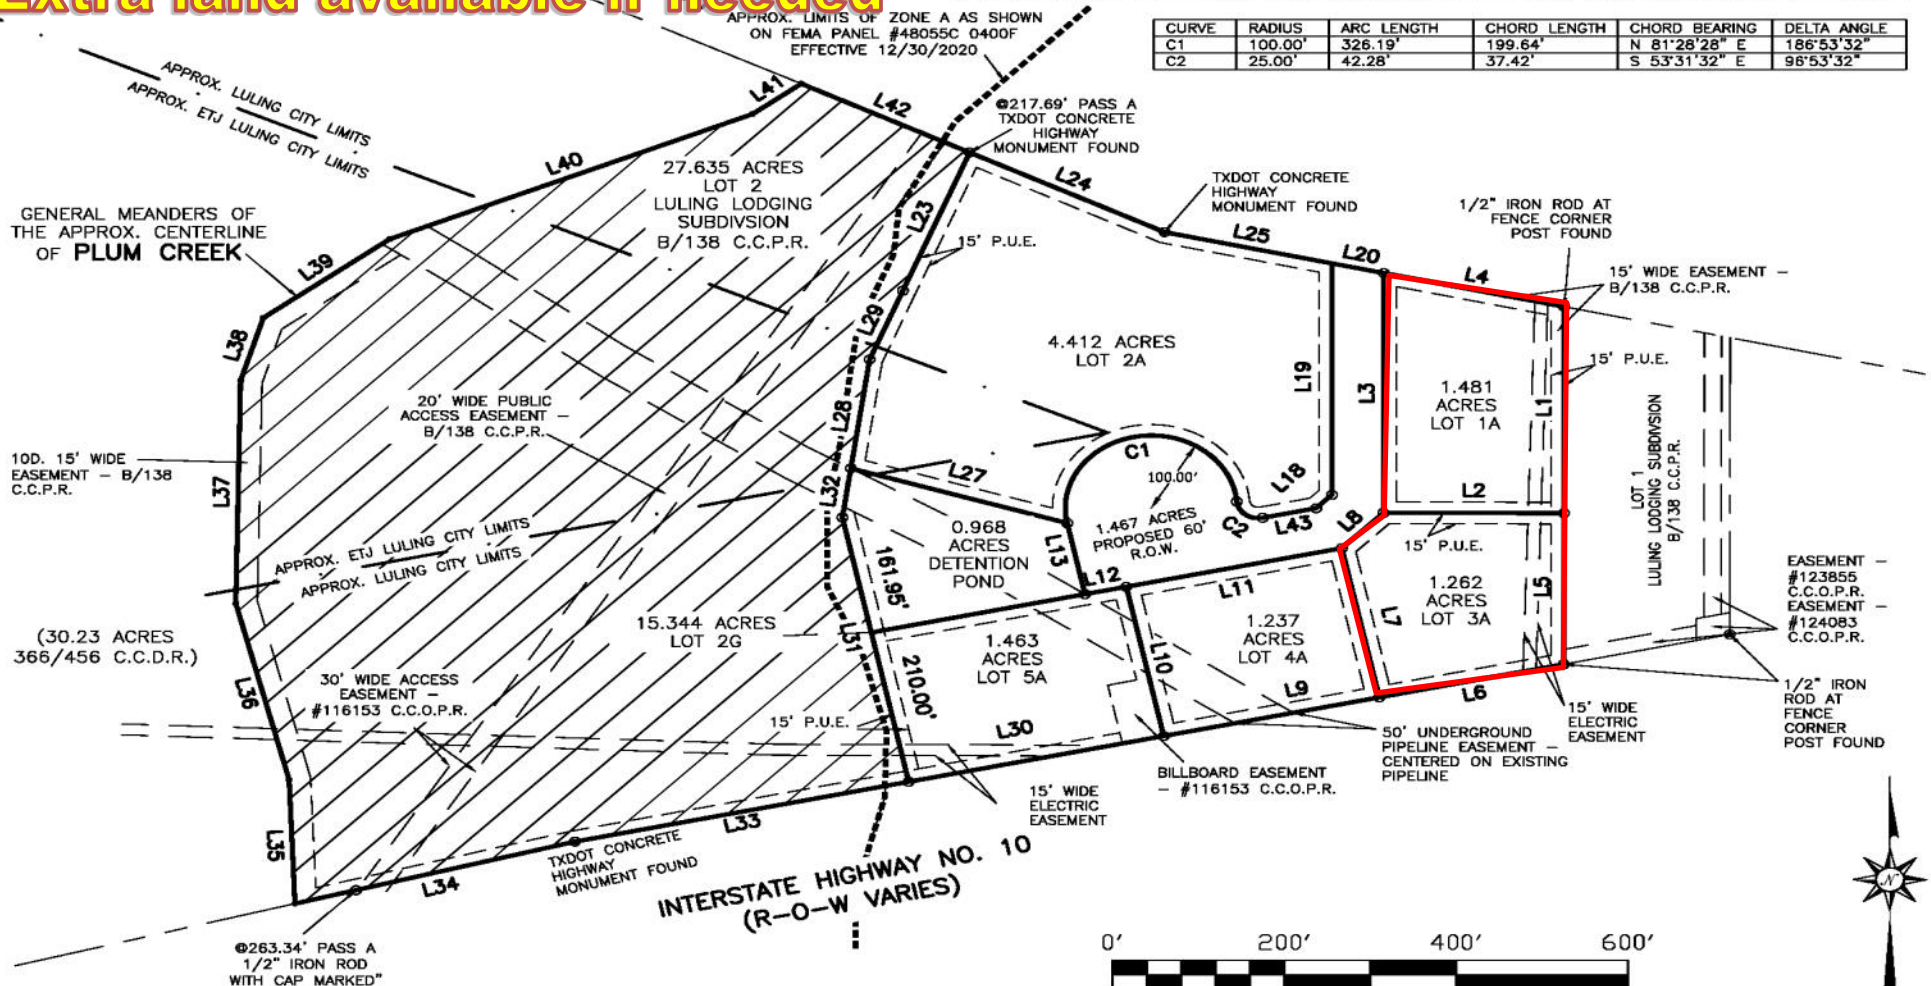 Extra land available if needed
APPROX. LIMITS OF ZONE A AS SHOWN
ON FEMA PANEL #48055C 0400F
EFFECTIVE 12/30/2020
CURVE RADIUS ARC LENGTH CHORD LENGTH CHORD BEARING DELTA ANGLE
C1 100.00' 326.19' 199.64' N 81°28'28" E 186°53'32"
C2 25.00' 42.28' 37.42' S 53°31'32" E 96°53'32"
APPROX. LULING CITY LIMITS
APPROX. ETJ LULING CITY LIMITS
L41
L42
@217.69' PASS A
TXDOT CONCRETE
HIGHWAY
MONUMENT FOUND
L40
27.635 ACRES
LOT 2
LULING LODGING
SUBDIVSION
B/138 C.C.P.R.
L24
TXDOT CONCRETE
HIGHWAY
MONUMENT FOUND
1/2" IRON ROD AT
FENCE CORNER
POST FOUND
GENERAL MEANDERS OF
THE APPROX. CENTERLINE
OF PLUM CREEK
L23
15' P.U.E.
L25
L20
L4
15' WIDE EASEMENT –
B/138 C.C.P.R.
L39
L29
L38
4.412 ACRES
LOT 2A
L19
L3
1.481
ACRES
LOT 1A
L1
15' P.U.E.
20' WIDE PUBLIC
ACCESS EASEMENT –
B/138 C.C.P.R.
L28
LOT 1
LULING LODGING SUBDIVSION
B/138 C.C.P.R.
10D. 15' WIDE
EASEMENT – B/138
C.C.P.R.
L37
L32
L27
C1
100.00'
L18
L2
C2
L43
L8
1.467 ACRES
PROPOSED 60'
R.O.W.
15' P.U.E.
0.968
ACRES
DETENTION
POND
L13
161.95'
APPROX. ETJ LULING CITY LIMITS
APPROX. LULING CITY LIMITS
L12
L11
L7
1.262
ACRES
LOT 3A
L5
EASEMENT –
#123855
C.C.O.P.R.
EASEMENT –
#124083
C.C.O.P.R.
(30.23 ACRES
366/456 C.C.D.R.)
15.344 ACRES
LOT 2G
L31
1.463
ACRES
LOT 5A
210.00'
1.237
ACRES
LOT 4A
L10
L36
30' WIDE ACCESS
EASEMENT –
#116153 C.C.O.P.R.
15' P.U.E.
L30
L9
L6
15' WIDE
ELECTRIC
EASEMENT
1/2" IRON
ROD AT
FENCE
CORNER
POST FOUND
50' UNDERGROUND
PIPELINE EASEMENT –
CENTERED ON EXISTING
PIPELINE
BILLBOARD EASEMENT
– #116153 C.C.O.P.R.
15' WIDE
ELECTRIC
EASEMENT
L35
L33
L34
TXDOT CONCRETE
HIGHWAY
MONUMENT FOUND
INTERSTATE HIGHWAY NO. 10
(R-O-W VARIES)
@263.34' PASS A
1/2" IRON ROD
WITH CAP MARKED"
N
0' 200' 400' 600'